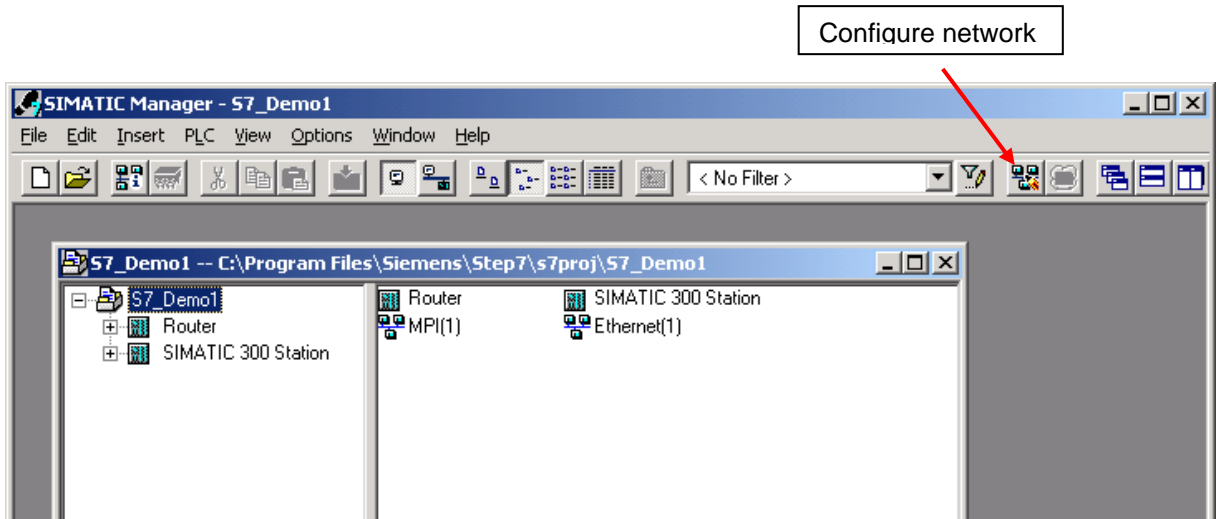 Configure network
SIMATIC Manager - S7_Demo1
File Edit Insert PLC View Options Window Help
< No Filter >
S7_Demo1 -- C:\Program Files\Siemens\Step7\s7proj\S7_Demo1
S7_Demo1
Router
SIMATIC 300 Station
Router SIMATIC 300 Station
MPI(1) Ethernet(1)